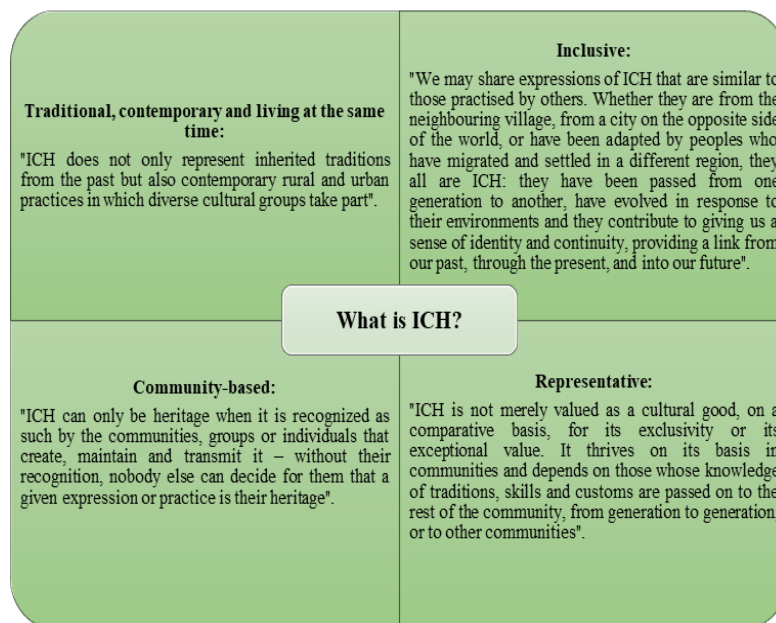 Traditional, contemporary and living at the same
time:
"ICH does not only represent inherited traditions
from the past but also contemporary rural and urban
practices in which diverse cultural groups take part".
Inclusive:
"We may share expressions of ICH that are similar to
those practised by others. Whether they are from the
neighbouring village, from a city on the opposite side
of the world, or have been adapted by peoples who
have migrated and settled in a different region, they
all are ICH: they have been passed from one
generation to another, have evolved in response to
their environments and they contribute to giving us a
sense of identity and continuity, providing a link from
our past, through the present, and into our future".
What is ICH?
Community-based:
"ICH can only be heritage when it is recognized as
such by the communities, groups or individuals that
create, maintain and transmit it – without their
recognition, nobody else can decide for them that a
given expression or practice is their heritage".
Representative:
"ICH is not merely valued as a cultural good, on a
comparative basis, for its exclusivity or its
exceptional value. It thrives on its basis in
communities and depends on those whose knowledge
of traditions, skills and customs are passed on to the
rest of the community, from generation to generation,
or to other communities".